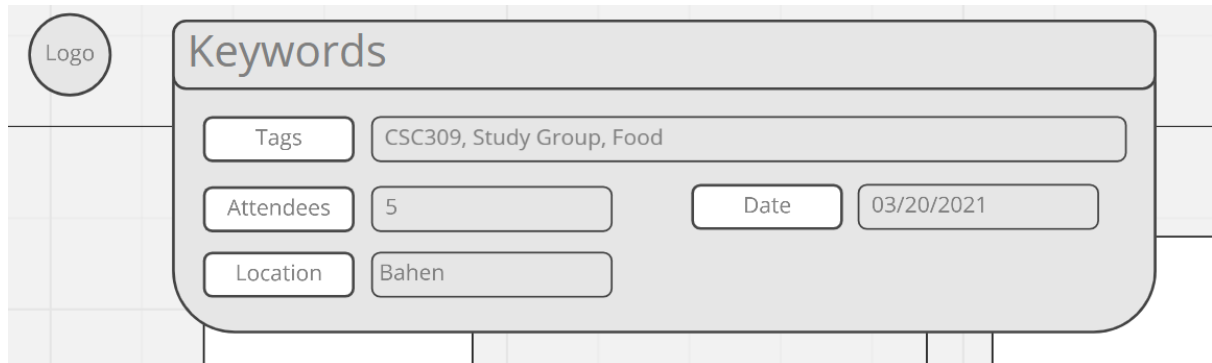 Logo
Keywords
Tags CSC309, Study Group, Food
Attendees 5 Date 03/20/2021
Location Bahen